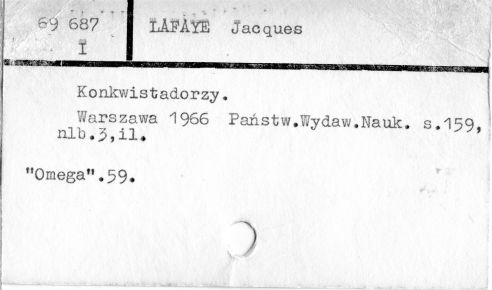 69 687
I
LAFAYE Jacques
Konkwistadorzy.
Warszawa 1966 Państw.Wydaw.Nauk. s.159,
nlb.3,il.
"Omega".59.